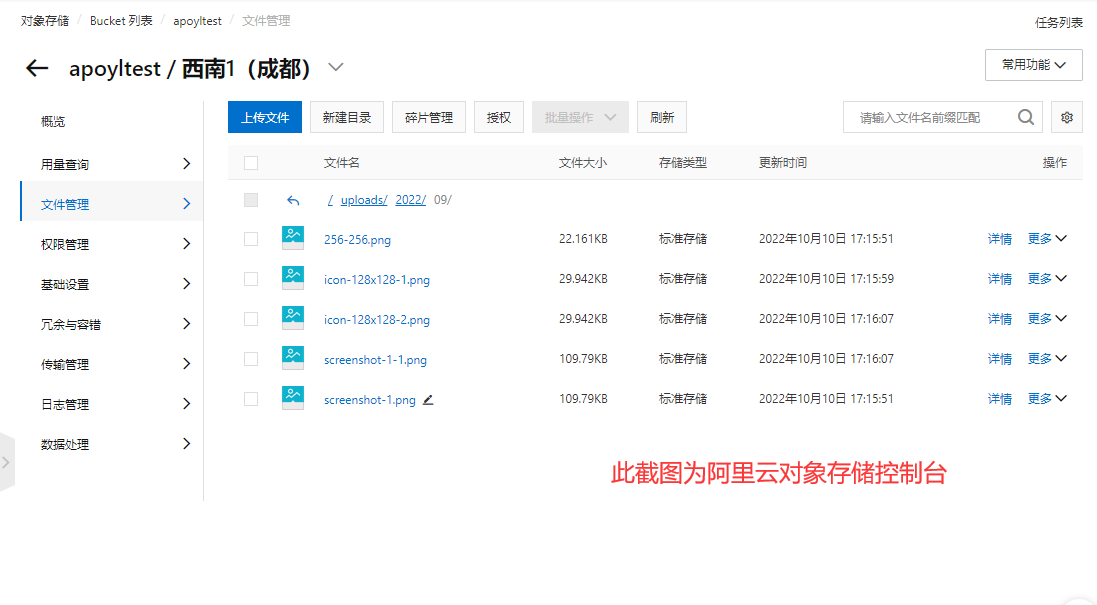 对象存储 / Bucket 列表 / apoyltest / 文件管理
任务列表
apoyltest / 西南1（成都）
常用功能
概览
用量查询
文件管理
权限管理
基础设置
冗余与容错
传输管理
日志管理
数据处理
上传文件 新建目录 碎片管理 授权 批量操作 刷新 请输入文件名前缀匹配
文件名 文件大小 存储类型 更新时间 操作
/ uploads/ 2022/ 09/
256-256.png 22.161KB 标准存储 2022年10月10日 17:15:51 详情 更多
icon-128x128-1.png 29.942KB 标准存储 2022年10月10日 17:15:59 详情 更多
icon-128x128-2.png 29.942KB 标准存储 2022年10月10日 17:16:07 详情 更多
screenshot-1-1.png 109.79KB 标准存储 2022年10月10日 17:16:07 详情 更多
screenshot-1.png 109.79KB 标准存储 2022年10月10日 17:15:51 详情 更多
此截图为阿里云对象存储控制台